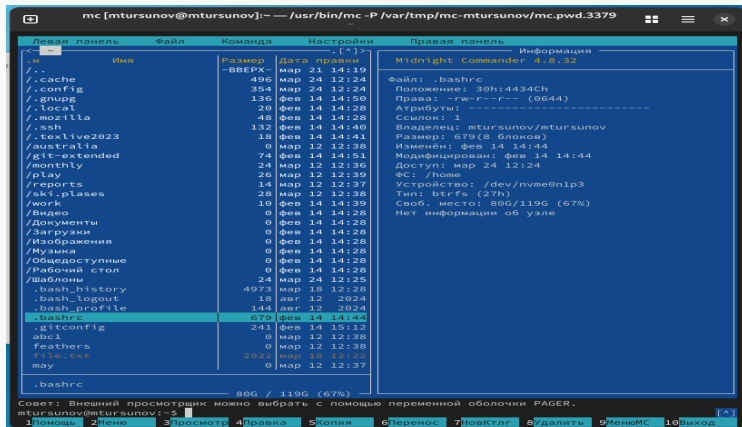 mc [mtursunov@mtursunov]:~ — /usr/bin/mc -P /var/tmp/mc-mtursunov/mc.pwd.3379
~
Левая панель Файл Команда Настройки Правая панель
<─ ~ .[^]>
.и Имя Размер Дата правки
/.. -ВВЕРХ- мар 21 14:19
/.cache 496 мар 24 12:24
/.config 354 мар 24 12:24
/.gnupg 136 фев 14 14:50
/.local 20 фев 14 14:28
/.mozilla 48 фев 14 14:28
/.ssh 132 фев 14 14:40
/.texlive2023 18 фев 14 14:41
/australia 0 мар 12 12:38
/git-extended 74 фев 14 14:51
/monthly 24 мар 12 12:36
/play 26 мар 12 12:39
/reports 14 мар 12 12:37
/ski.plases 28 мар 12 12:38
/work 10 фев 14 14:39
/Видео 0 фев 14 14:28
/Документы 0 фев 14 14:28
/Загрузки 0 фев 14 14:28
/Изображения 0 фев 14 14:28
/Музыка 0 фев 14 14:28
/Общедоступные 0 фев 14 14:28
/Рабочий стол 0 фев 14 14:28
/Шаблоны 24 мар 24 12:25
.bash_history 4973 мар 18 12:28
.bash_logout 18 авг 12 2024
.bash_profile 144 авг 12 2024
.bashrc 679 фев 14 14:44
.gitconfig 241 фев 14 15:12
abc1 0 мар 12 12:38
feathers 0 мар 12 12:38
file.txt 2922 мар 18 12:22
may 0 мар 12 12:37
.bashrc
80G / 119G (67%)
Информация
Midnight Commander 4.8.32
Файл: .bashrc
Положение: 30h:4434Ch
Права: -rw-r--r-- (0644)
Атрибуты: ----------------------
Ссылок: 1
Владелец: mtursunov/mtursunov
Размер: 679(8 блоков)
Изменён: фев 14 14:44
Модифицирован: фев 14 14:44
Доступ: мар 24 12:24
ФС: /home
Устройство: /dev/nvme0n1p3
Тип: btrfs (27h)
Своб. место: 80G/119G (67%)
Нет информации об узле
Совет: Внешний просмотрщик можно выбрать с помощью переменной оболочки PAGER.
mtursunov@mtursunov:~$ [^]
1Помощь 2Меню 3Просмотр 4Правка 5Копия 6Перенос 7НовКтлг 8Удалить 9МенюMC 10Выход